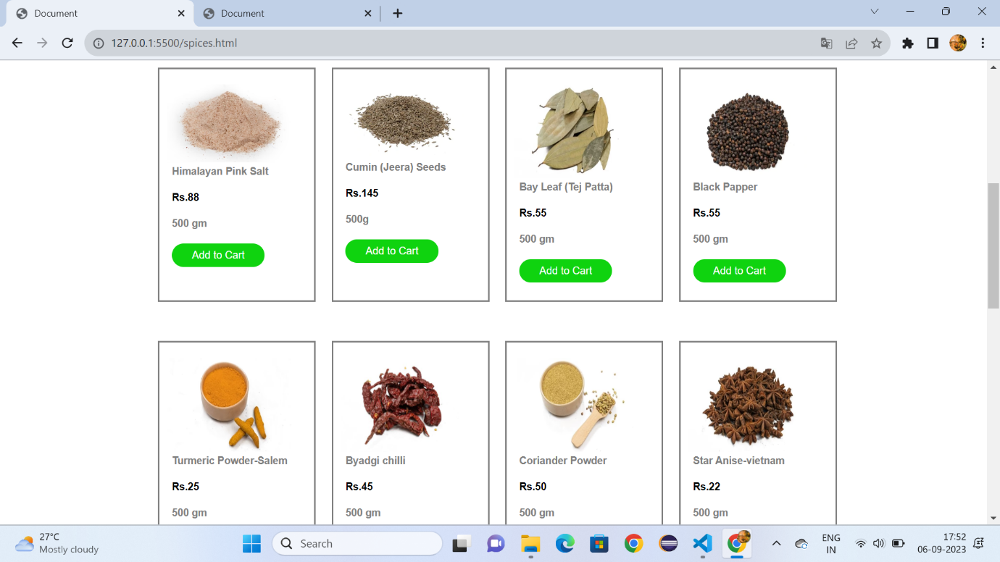 Document
Document
127.0.0.1:5500/spices.html
Himalayan Pink Salt
Rs.88
500 gm
Add to Cart
Cumin (Jeera) Seeds
Rs.145
500g
Add to Cart
Bay Leaf (Tej Patta)
Rs.55
500 gm
Add to Cart
Black Papper
Rs.55
500 gm
Add to Cart
Turmeric Powder-Salem
Rs.25
500 gm
Byadgi chilli
Rs.45
500 gm
Coriander Powder
Rs.50
500 gm
Star Anise-vietnam
Rs.22
500 gm
27°C
Mostly cloudy
Search
ENG
IN
17:52
06-09-2023